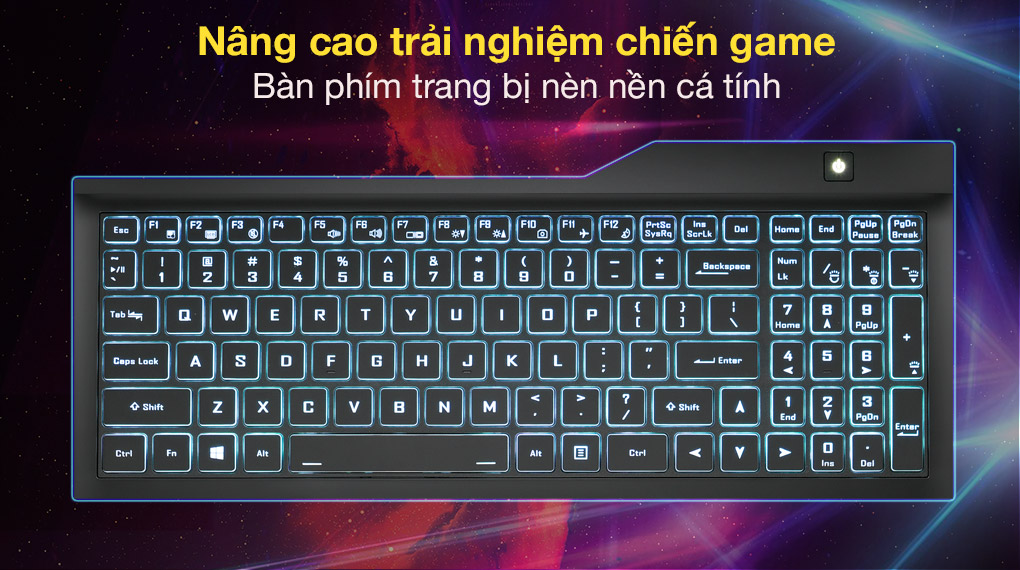 Nâng cao trải nghiệm chiến game
Bàn phím trang bị nèn nền cá tính
Esc F1 F2 F3 F4 F5 F6 F7 F8 F9 F10 F11 F12 PrtSc SysRq Ins ScrLk Del Home End PgUp Pause PgDn Break
~ ` ! 1 2 # 3 $ 4 % 5 ^ 6 & 7 * 8 ( 9 ) 0 – - + = Backspace Num Lk / * -
Tab Q W E R T Y U I O P { [ } ] ¦ \ 7 Home 8 9 PgUp +
Caps Lock A S D F G H J K L : ; " ' Enter 4 5 6
Shift Z X C V B N M < , > . ? / Shift 1 End 2 3 PgDn Enter
Ctrl Fn Alt Alt Ctrl 0 Ins . Del